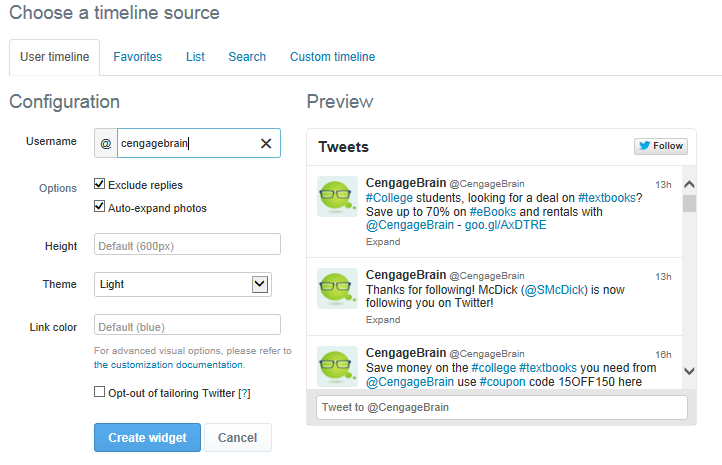 Choose a timeline source
User timeline
Favorites
List
Search
Custom timeline
Configuration
Username
@
cengagebrain
Options
Exclude replies
Auto-expand photos
Height
Default (600px)
Theme
Light
Link color
Default (blue)
For advanced visual options, please refer to
the customization documentation.
Opt-out of tailoring Twitter [?]
Create widget
Cancel
Preview
Tweets
Follow
CengageBrain @CengageBrain 13h
#College students, looking for a deal on #textbooks?
Save up to 70% on #eBooks and rentals with
@CengageBrain - goo.gl/AxDTRE
Expand
CengageBrain @CengageBrain 13h
Thanks for following! McDick (@SMcDick) is now
following you on Twitter!
Expand
CengageBrain @CengageBrain 16h
Save money on the #college #textbooks you need from
@CengageBrain use #coupon code 15OFF150 here
Tweet to @CengageBrain